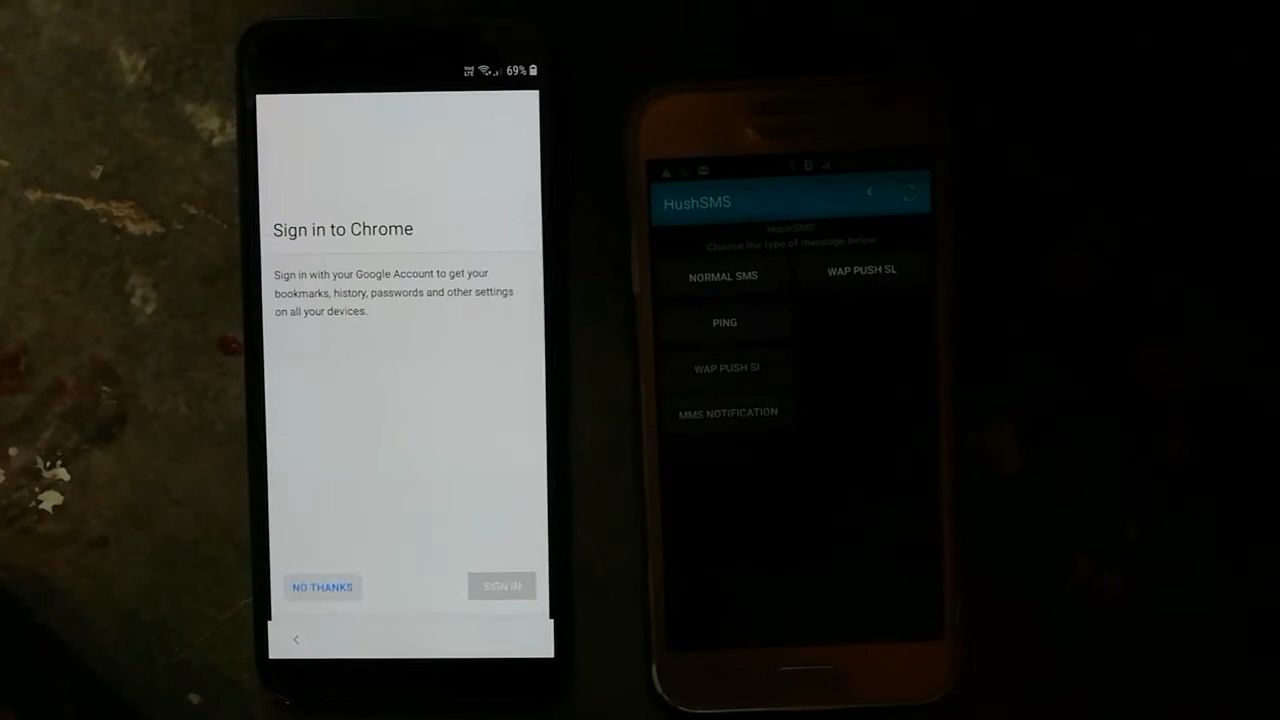 VoD LTE 69%
Sign in to Chrome
Sign in with your Google Account to get your
bookmarks, history, passwords and other settings
on all your devices.
NO THANKS
SIGN IN
HushSMS
HushSMS
Choose the type of message below
NORMAL SMS
WAP PUSH SL
PING
WAP PUSH SI
MMS NOTIFICATION